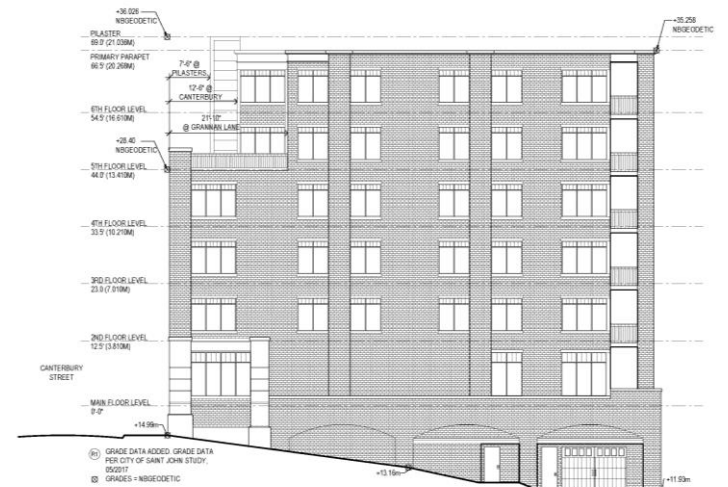 +36.026
NBGEODETIC
+35.258
NBGEODETIC
PILASTER
69.0' (21.036M)
PRIMARY PARAPET
66.5' (20.268M)
7'-6" @
PILASTERS
12'-6" @
CANTERBURY
6TH FLOOR LEVEL
54.5' (16.610M)
21'-10"
@ GRANNAN LANE
+28.40
NBGEODETIC
5TH FLOOR LEVEL
44.0' (13.410M)
4TH FLOOR LEVEL
33.5' (10.210M)
3RD FLOOR LEVEL
23.0 (7.010M)
2ND FLOOR LEVEL
12.5' (3.810M)
CANTERBURY
STREET
MAIN FLOOR LEVEL
0'-0"
+14.99m
GRADE DATA ADDED. GRADE DATA
PER CITY OF SAINT JOHN STUDY,
05/2017
GRADES = NBGEODETIC
+13.16m
+11.93m